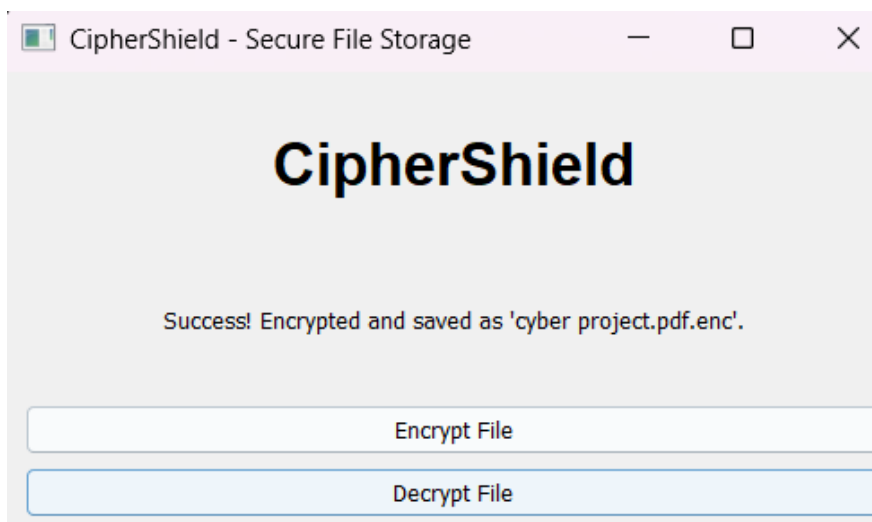 CipherShield - Secure File Storage
CipherShield
Success! Encrypted and saved as 'cyber project.pdf.enc'.
Encrypt File
Decrypt File